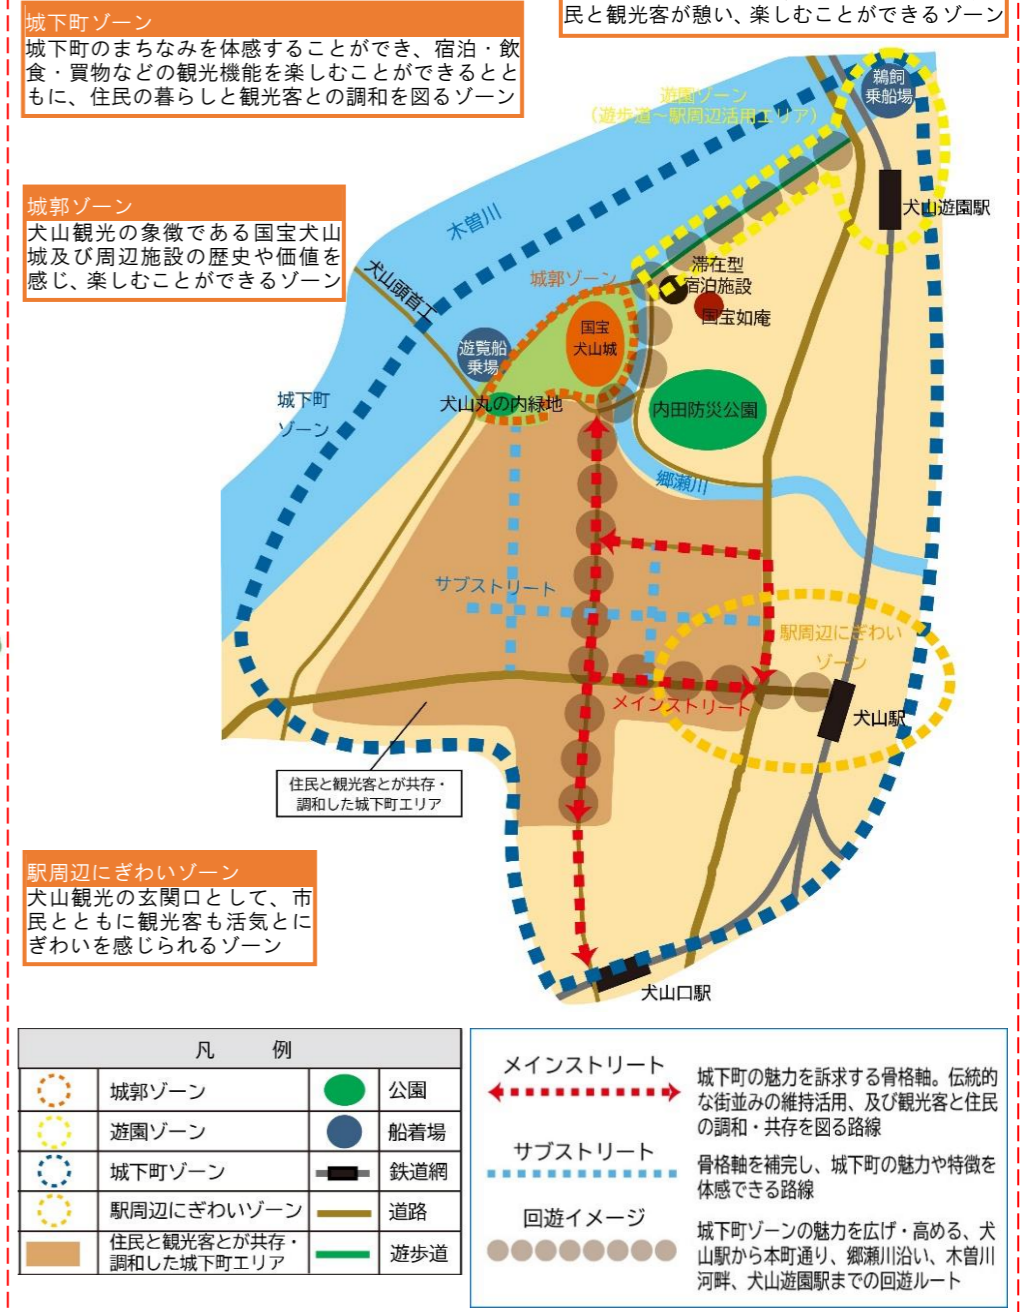 民と観光客が憩い、楽しむことができるゾーン
城下町ゾーン
城下町のまちなみを体感することができ、宿泊・飲
食・買物などの観光機能を楽しむことができるとと
もに、住民の暮らしと観光客との調和を図るゾーン
鵜飼
乗船場
遊園ゾーン
（遊歩道～駅周辺活用エリア）
城郭ゾーン
犬山観光の象徴である国宝犬山
城及び周辺施設の歴史や価値を
感じ、楽しむことができるゾーン
犬山遊園駅
木曽川
犬山頭首工
城郭ゾーン
滞在型
宿泊施設
国宝如庵
国宝
犬山城
遊覧船
乗場
犬山丸の内緑地
内田防災公園
城下町
ゾーン
郷瀬川
サブストリート
駅周辺にぎわい
ゾーン
メインストリート
犬山駅
住民と観光客とが共存・
調和した城下町エリア
駅周辺にぎわいゾーン
犬山観光の玄関口として、市
民とともに観光客も活気とに
ぎわいを感じられるゾーン
犬山口駅
凡 例
城郭ゾーン 公園
遊園ゾーン 船着場
城下町ゾーン 鉄道網
駅周辺にぎわいゾーン 道路
住民と観光客とが共存・
調和した城下町エリア 遊歩道
メインストリート
城下町の魅力を訴求する骨格軸。伝統的
な街並みの維持活用、及び観光客と住民
の調和・共存を図る路線
サブストリート
骨格軸を補完し、城下町の魅力や特徴を
体感できる路線
回遊イメージ
城下町ゾーンの魅力を広げ・高める、犬
山駅から本町通り、郷瀬川沿い、木曽川
河畔、犬山遊園駅までの回遊ルート